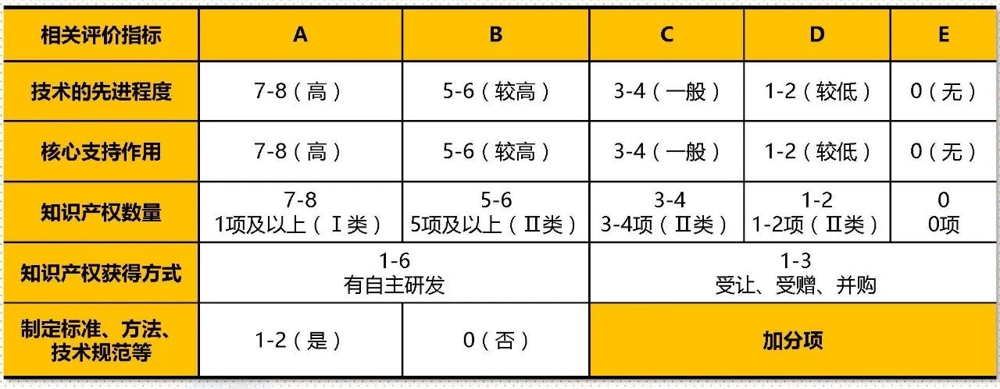 相关评价指标 A B C D E
技术的先进程度 7-8（高） 5-6（较高） 3-4（一般） 1-2（较低） 0（无）
核心支持作用 7-8（高） 5-6（较高） 3-4（一般） 1-2（较低） 0（无）
知识产权数量
7-8
1项及以上（Ⅰ类）
5-6
5项及以上（Ⅱ类）
3-4
3-4项（Ⅱ类）
1-2
1-2项（Ⅱ类）
0
0项
知识产权获得方式
1-6
有自主研发
1-3
受让、受赠、并购
制定标准、方法、
技术规范等
1-2（是） 0（否） 加分项